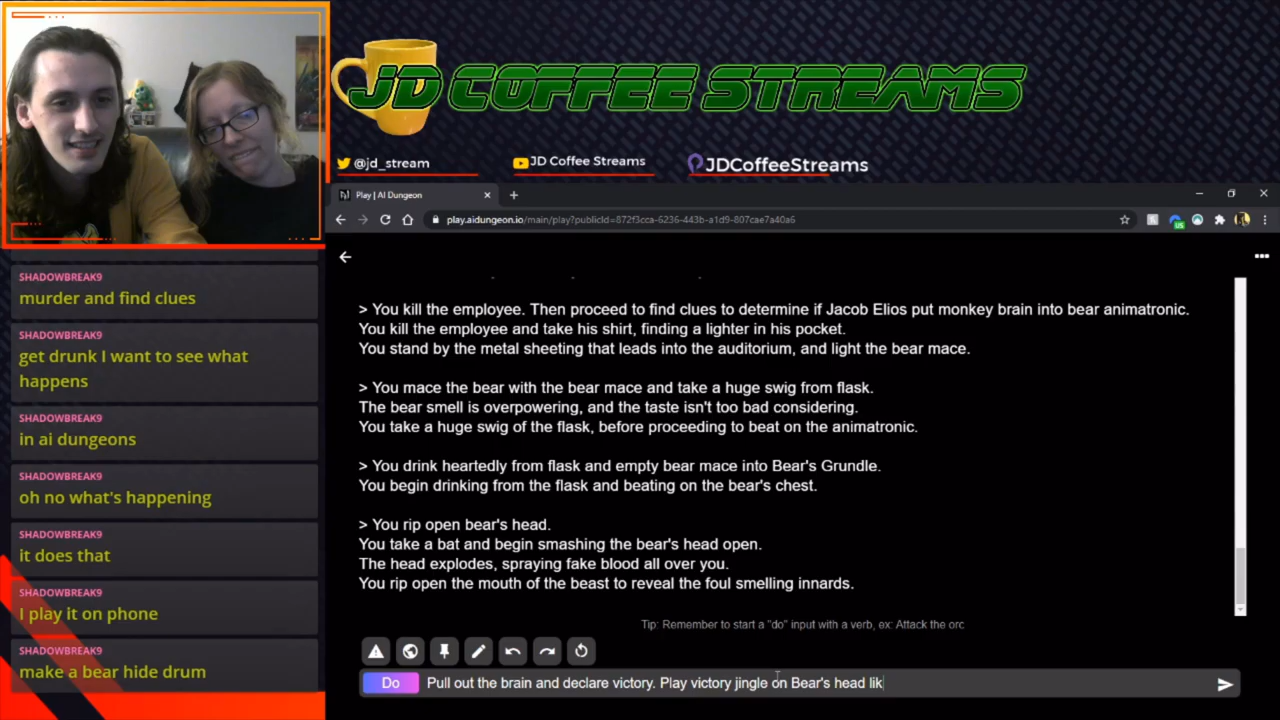 JD COFFEE STREAMS
@jd_stream
JD Coffee Streams
JDCoffeeStreams
Play | AI Dungeon
play.aidungeon.io/main/play?publicId=872f3cca-6236-443b-a1d9-807cae7a40a6
US
SHADOWBREAK9
murder and find clues
SHADOWBREAK9
get drunk I want to see what
happens
SHADOWBREAK9
in ai dungeons
SHADOWBREAK9
oh no what's happening
SHADOWBREAK9
it does that
SHADOWBREAK9
I play it on phone
SHADOWBREAK9
make a bear hide drum
> You kill the employee. Then proceed to find clues to determine if Jacob Elios put monkey brain into bear animatronic.
You kill the employee and take his shirt, finding a lighter in his pocket.
You stand by the metal sheeting that leads into the auditorium, and light the bear mace.
> You mace the bear with the bear mace and take a huge swig from flask.
The bear smell is overpowering, and the taste isn't too bad considering.
You take a huge swig of the flask, before proceeding to beat on the animatronic.
> You drink heartedly from flask and empty bear mace into Bear's Grundle.
You begin drinking from the flask and beating on the bear's chest.
> You rip open bear's head.
You take a bat and begin smashing the bear's head open.
The head explodes, spraying fake blood all over you.
You rip open the mouth of the beast to reveal the foul smelling innards.
Tip: Remember to start a "do" input with a verb, ex: Attack the orc
Do
Pull out the brain and declare victory. Play victory jingle on Bear's head lik